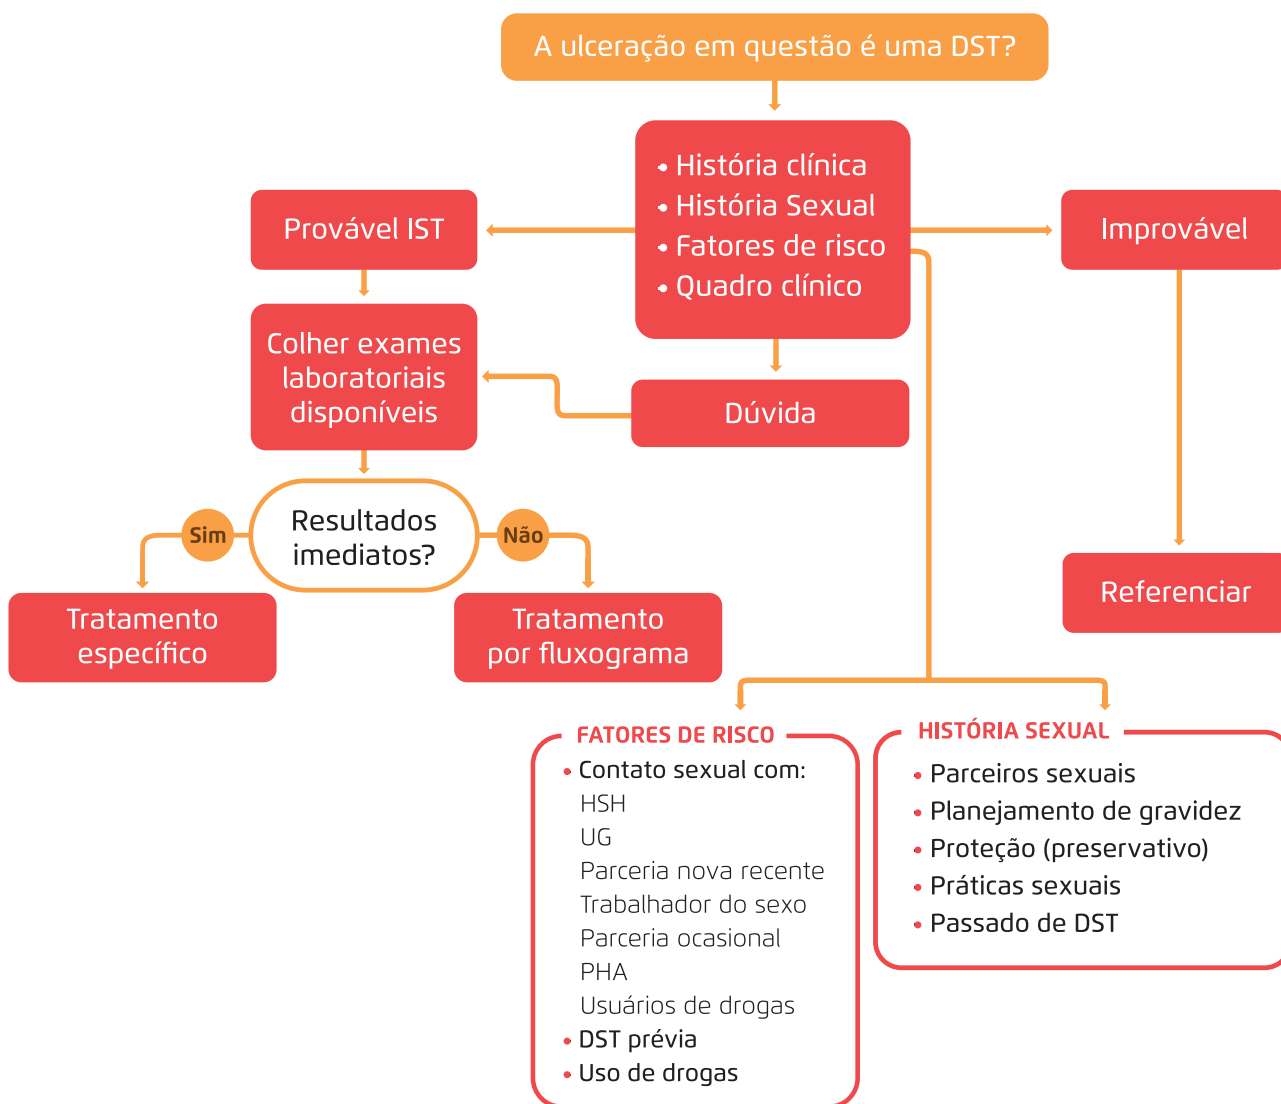 A ulceração em questão é uma DST?
• História clínica
• História Sexual
• Fatores de risco
• Quadro clínico
Provável IST
Improvável
Colher exames
laboratoriais
disponíveis
Dúvida
Resultados
imediatos?
Sim
Não
Tratamento
específico
Tratamento
por fluxograma
Referenciar
FATORES DE RISCO
• Contato sexual com:
HSH
UG
Parceria nova recente
Trabalhador do sexo
Parceria ocasional
PHA
Usuários de drogas
• DST prévia
• Uso de drogas
HISTÓRIA SEXUAL
• Parceiros sexuais
• Planejamento de gravidez
• Proteção (preservativo)
• Práticas sexuais
• Passado de DST